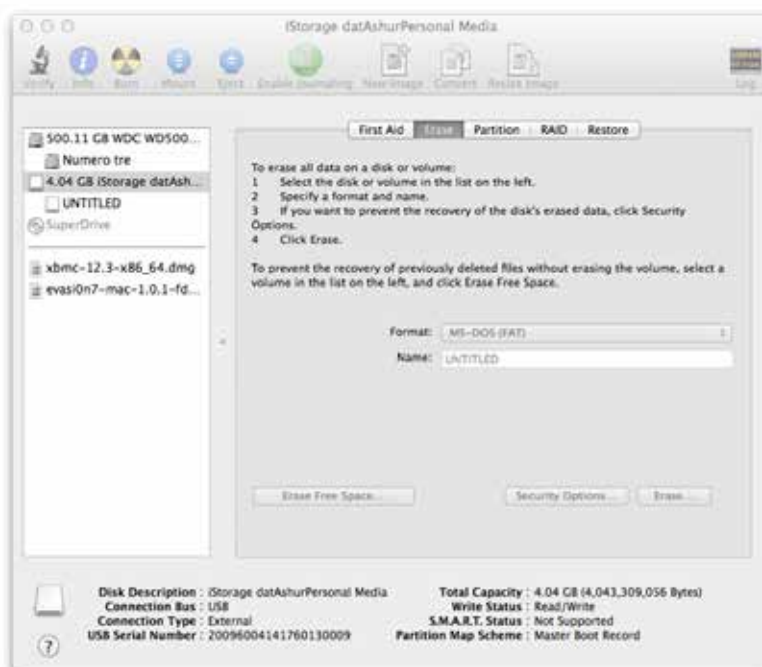 iStorage datAshurPersonal Media
Verify Info Burn Mount Eject Enable Journaling New Image Convert Resize Image Log
First Aid Erase Partition RAID Restore
500.11 GB WDC WD500...
Numero tre
4.04 GB iStorage datAsh...
UNTITLED
SuperDrive
xbmc-12.3-x86_64.dmg
evasi0n7-mac-1.0.1-fd...
To erase all data on a disk or volume:
1 Select the disk or volume in the list on the left.
2 Specify a format and name.
3 If you want to prevent the recovery of the disk's erased data, click Security
Options.
4 Click Erase.
To prevent the recovery of previously deleted files without erasing the volume, select a
volume in the list on the left, and click Erase Free Space.
Format: MS-DOS (FAT)
Name: UNTITLED
Erase Free Space... Security Options... Erase...
Disk Description : iStorage datAshurPersonal Media
Connection Bus : USB
Connection Type : External
USB Serial Number : 20096004141760130009
Total Capacity : 4.04 GB (4,043,309,056 Bytes)
Write Status : Read/Write
S.M.A.R.T. Status : Not Supported
Partition Map Scheme : Master Boot Record
?